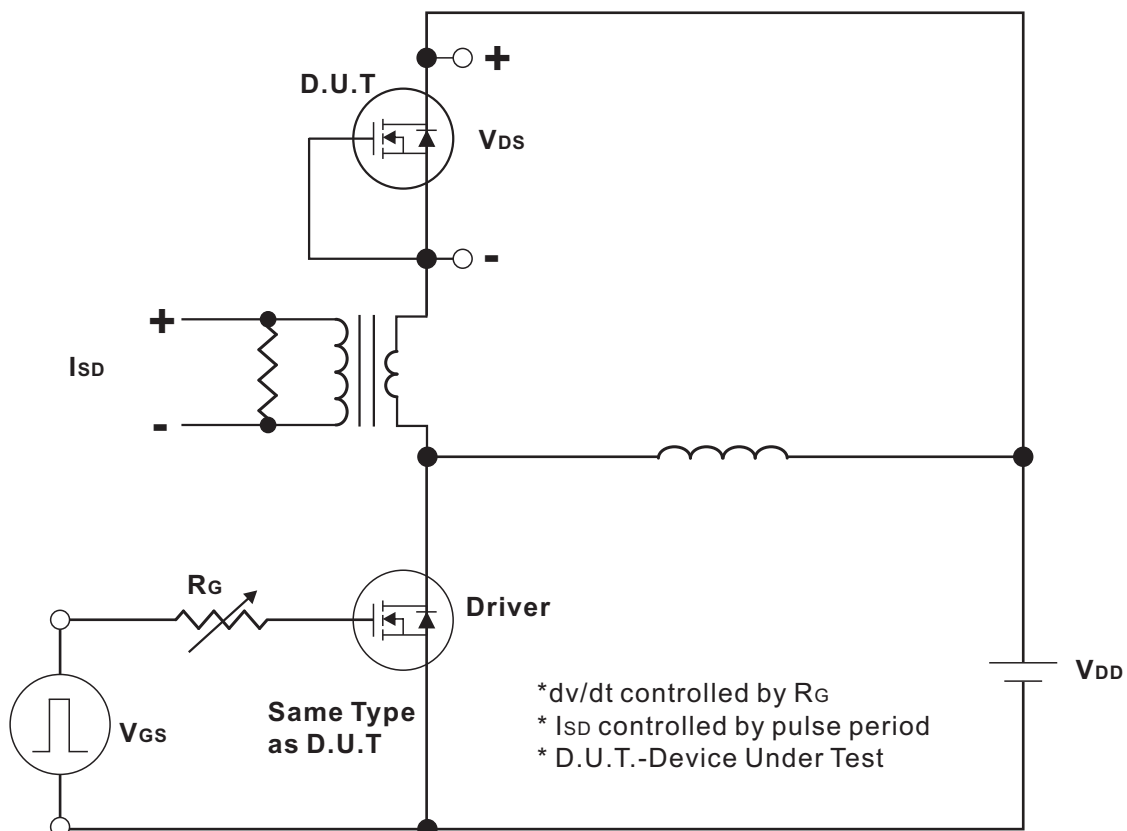 +
D.U.T
VDS
-
+
ISD
-
RG
Driver
VGS
Same Type
as D.U.T
VDD
*dv/dt controlled by RG
* ISD controlled by pulse period
* D.U.T.-Device Under Test